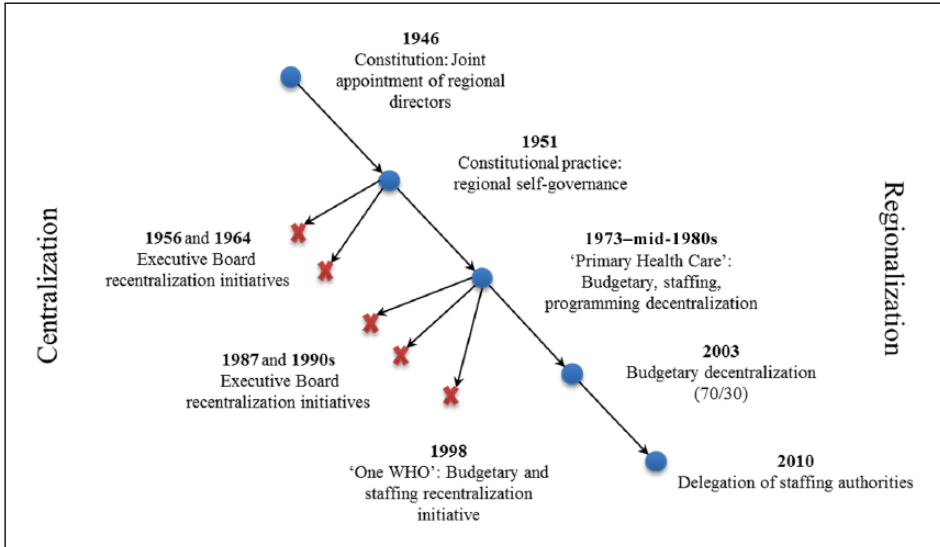 1946
Constitution: Joint
appointment of regional
directors
1951
Constitutional practice:
regional self-governance
Centralization
Regionalization
1956 and 1964
Executive Board
recentralization initiatives
1973–mid-1980s
‘Primary Health Care’:
Budgetary, staffing,
programming decentralization
1987 and 1990s
Executive Board
recentralization initiatives
2003
Budgetary decentralization
(70/30)
1998
‘One WHO’: Budgetary and
staffing recentralization
initiative
2010
Delegation of staffing authorities